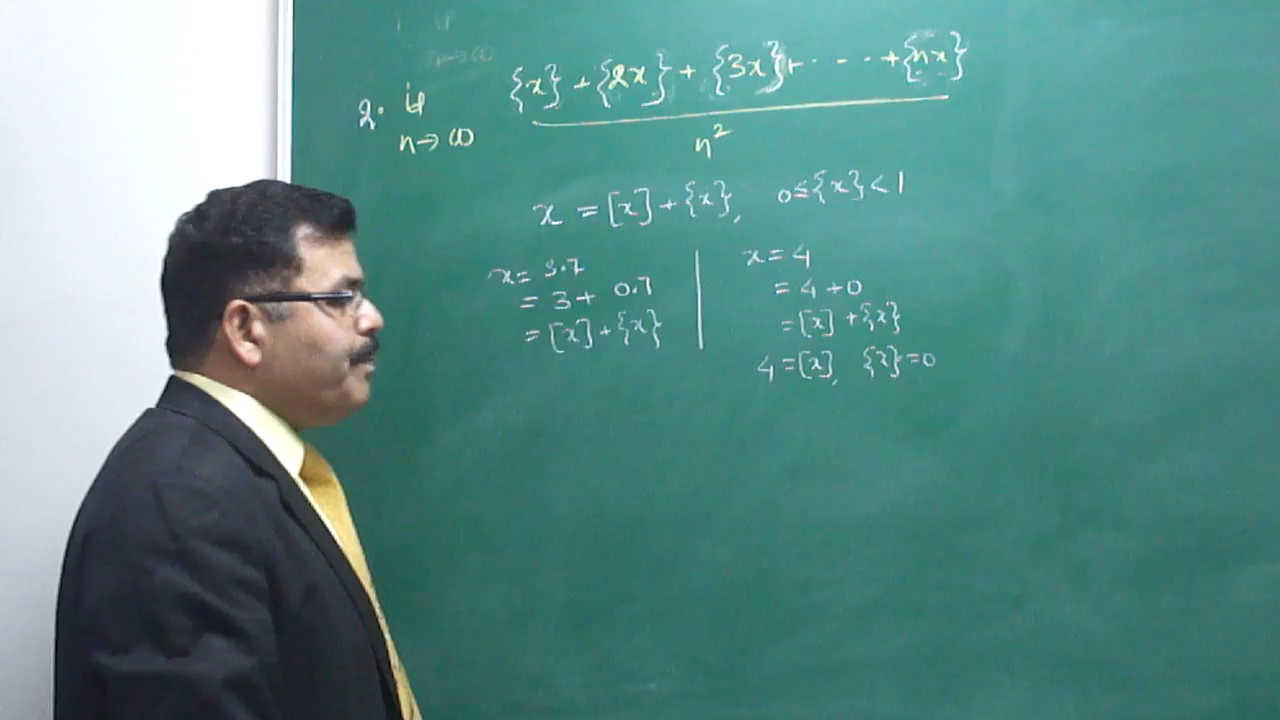 2. lt {x} + {2x} + {3x} + · · · · + {nx}
n→∞ n²
x = [x] + {x}, 0≤{x}<1
x = 3.7
= 3 + 0.7
= [x] + {x}
x = 4
= 4 + 0
= [x] + {x}
4 = [x], {x} = 0